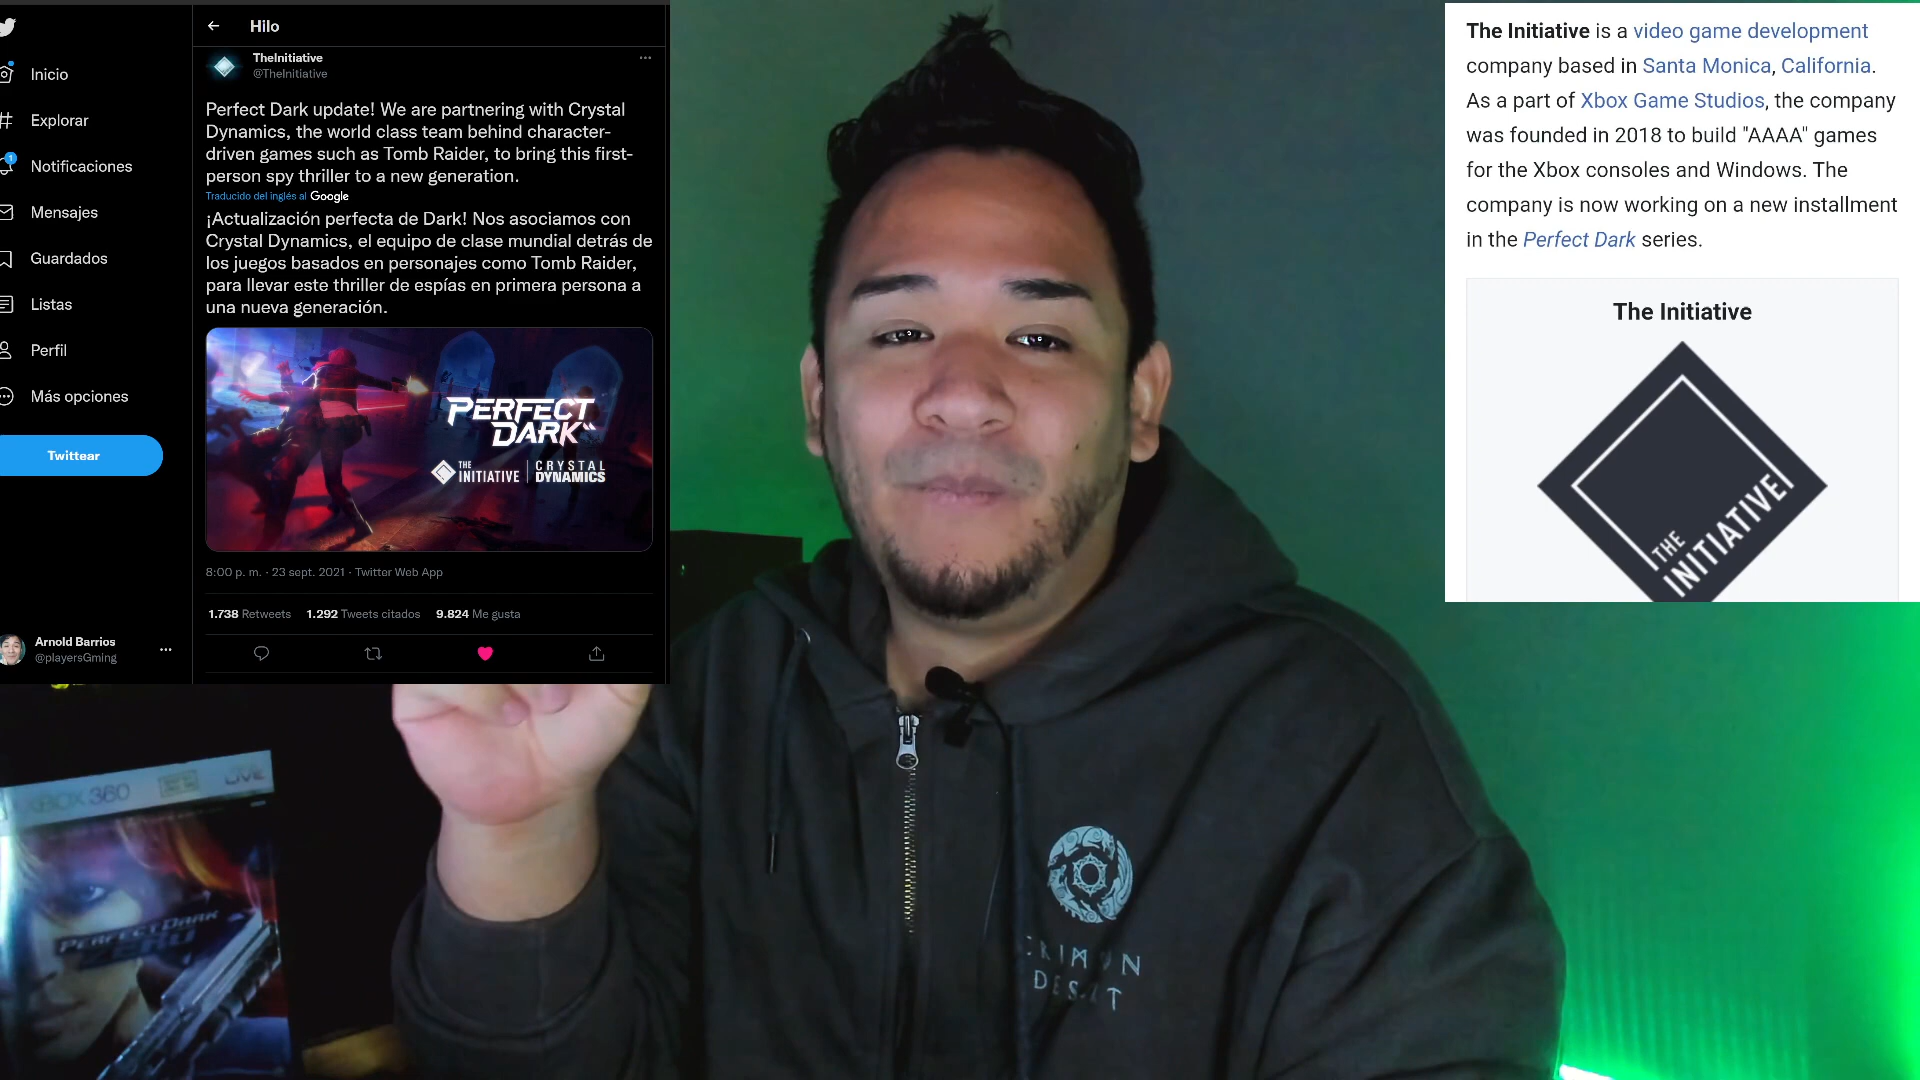 Hilo
TheInitiative
@TheInitiative
Perfect Dark update! We are partnering with Crystal
Dynamics, the world class team behind character-
driven games such as Tomb Raider, to bring this first-
person spy thriller to a new generation.
Traducido del inglés al Google
¡Actualización perfecta de Dark! Nos asociamos con
Crystal Dynamics, el equipo de clase mundial detrás de
los juegos basados en personajes como Tomb Raider,
para llevar este thriller de espías en primera persona a
una nueva generación.
PERFECT
DARK
THE
INITIATIVE
CRYSTAL
DYNAMICS
8:00 p. m. · 23 sept. 2021 · Twitter Web App
1.738 Retweets 1.292 Tweets citados 9.824 Me gusta
1
Inicio
Explorar
Notificaciones
Mensajes
Guardados
Listas
Perfil
Más opciones
Twittear
Arnold Barrios
@playersGming
The Initiative is a video game development
company based in Santa Monica, California.
As a part of Xbox Game Studios, the company
was founded in 2018 to build "AAAA" games
for the Xbox consoles and Windows. The
company is now working on a new installment
in the Perfect Dark series.
The Initiative
THE
INITIATIVE
XBOX 360
LIVE
PERFECT DARK
ZERO